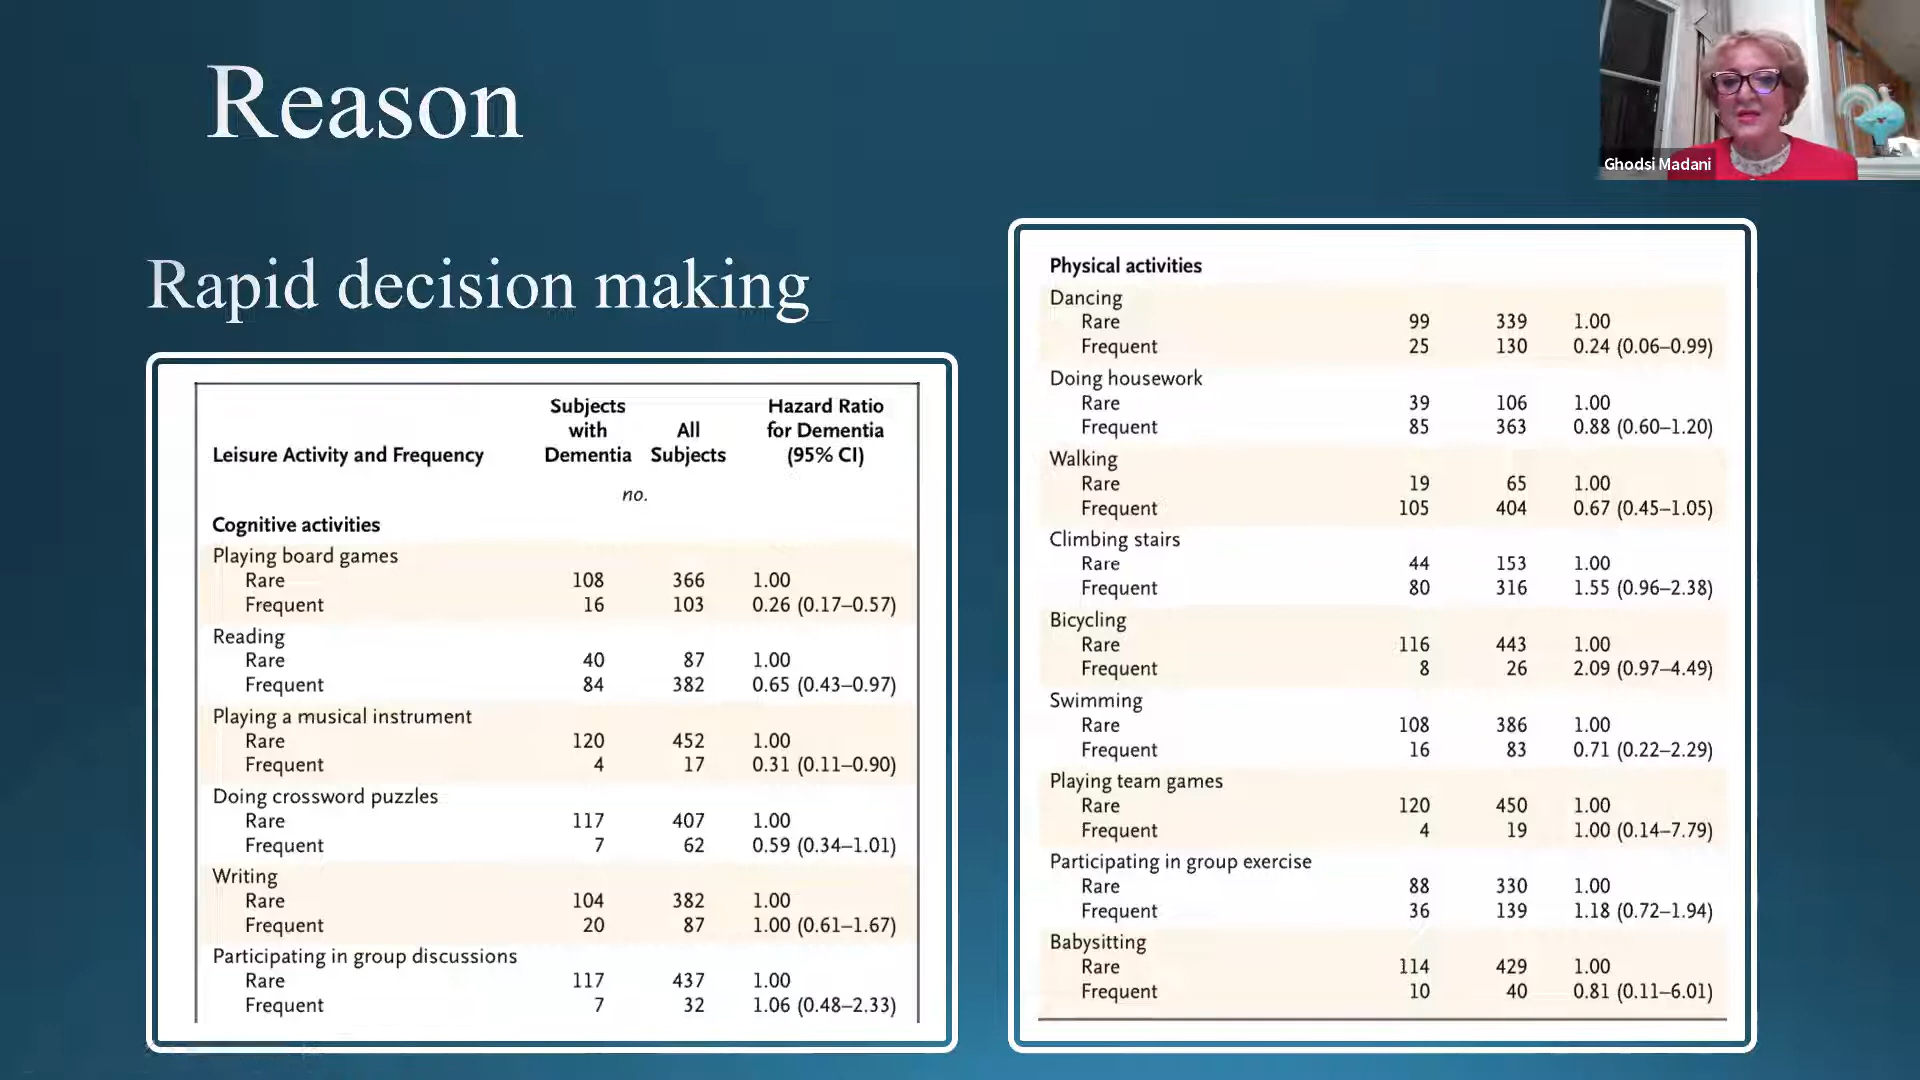 Reason
Ghodsi Madani
Rapid decision making
Leisure Activity and Frequency Subjects with Dementia All Subjects Hazard Ratio for Dementia (95% CI)
no.
Cognitive activities
Playing board games
Rare 108 366 1.00
Frequent 16 103 0.26 (0.17–0.57)
Reading
Rare 40 87 1.00
Frequent 84 382 0.65 (0.43–0.97)
Playing a musical instrument
Rare 120 452 1.00
Frequent 4 17 0.31 (0.11–0.90)
Doing crossword puzzles
Rare 117 407 1.00
Frequent 7 62 0.59 (0.34–1.01)
Writing
Rare 104 382 1.00
Frequent 20 87 1.00 (0.61–1.67)
Participating in group discussions
Rare 117 437 1.00
Frequent 7 32 1.06 (0.48–2.33)
Physical activities
Dancing
Rare 99 339 1.00
Frequent 25 130 0.24 (0.06–0.99)
Doing housework
Rare 39 106 1.00
Frequent 85 363 0.88 (0.60–1.20)
Walking
Rare 19 65 1.00
Frequent 105 404 0.67 (0.45–1.05)
Climbing stairs
Rare 44 153 1.00
Frequent 80 316 1.55 (0.96–2.38)
Bicycling
Rare 116 443 1.00
Frequent 8 26 2.09 (0.97–4.49)
Swimming
Rare 108 386 1.00
Frequent 16 83 0.71 (0.22–2.29)
Playing team games
Rare 120 450 1.00
Frequent 4 19 1.00 (0.14–7.79)
Participating in group exercise
Rare 88 330 1.00
Frequent 36 139 1.18 (0.72–1.94)
Babysitting
Rare 114 429 1.00
Frequent 10 40 0.81 (0.11–6.01)